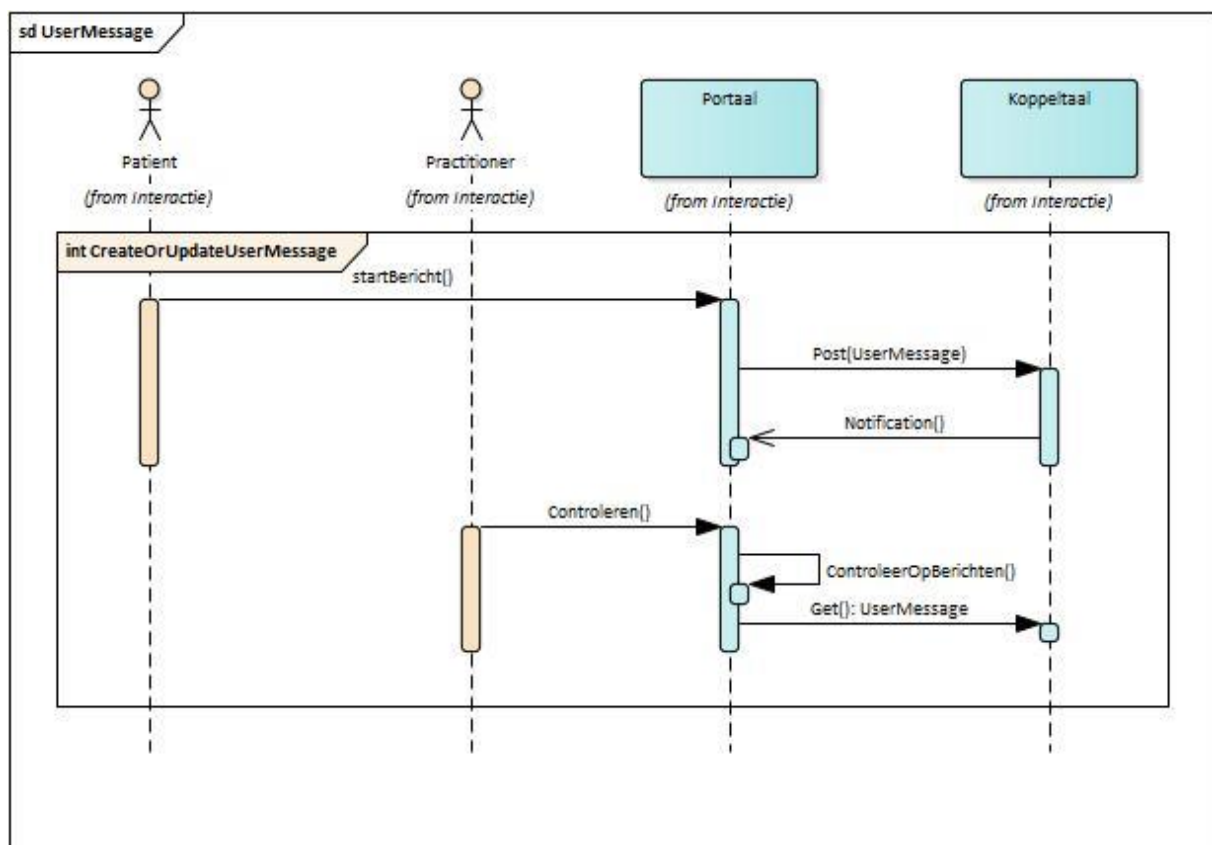 sd UserMessage
Patient
(from Interactie)
Practitioner
(from Interactie)
Portaal
(from Interactie)
Koppeltaal
(from Interactie)
int CreateOrUpdateUserMessage
startBericht()
Post(UserMessage)
Notification()
Controleren()
ControleerOpBerichten()
Get(): UserMessage